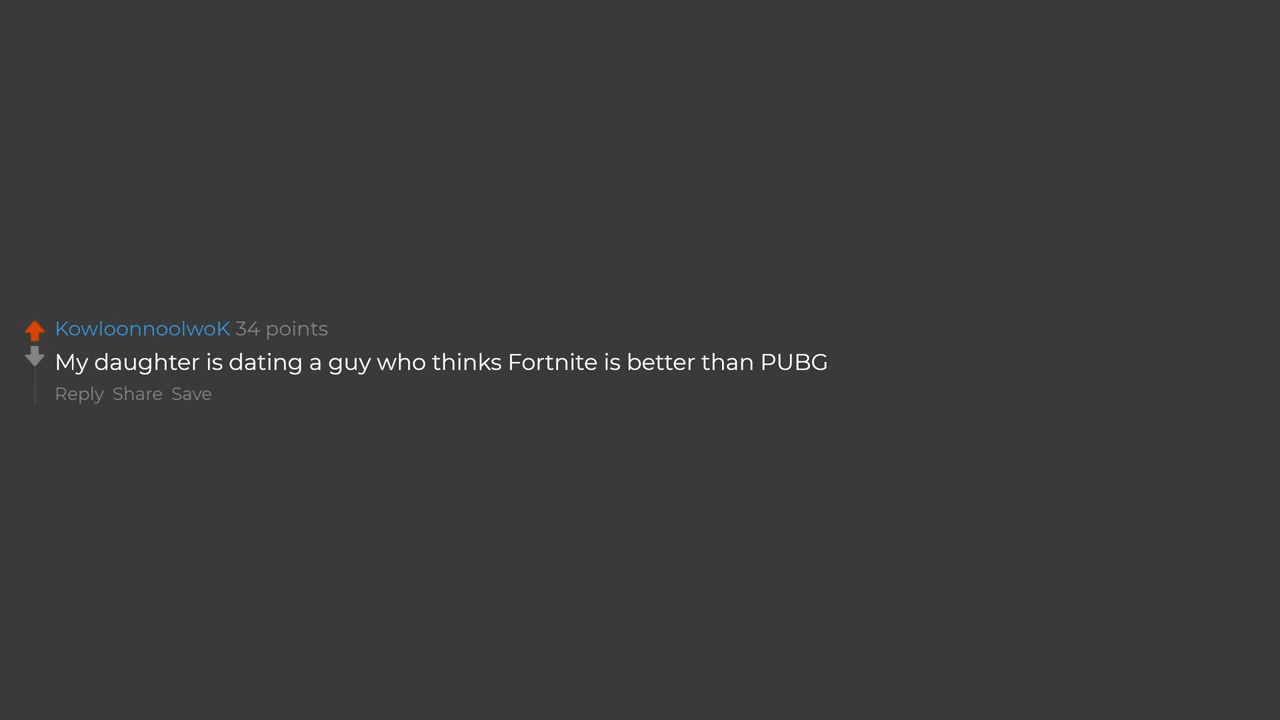 KowloonnoolwoK 34 points
My daughter is dating a guy who thinks Fortnite is better than PUBG
Reply Share Save